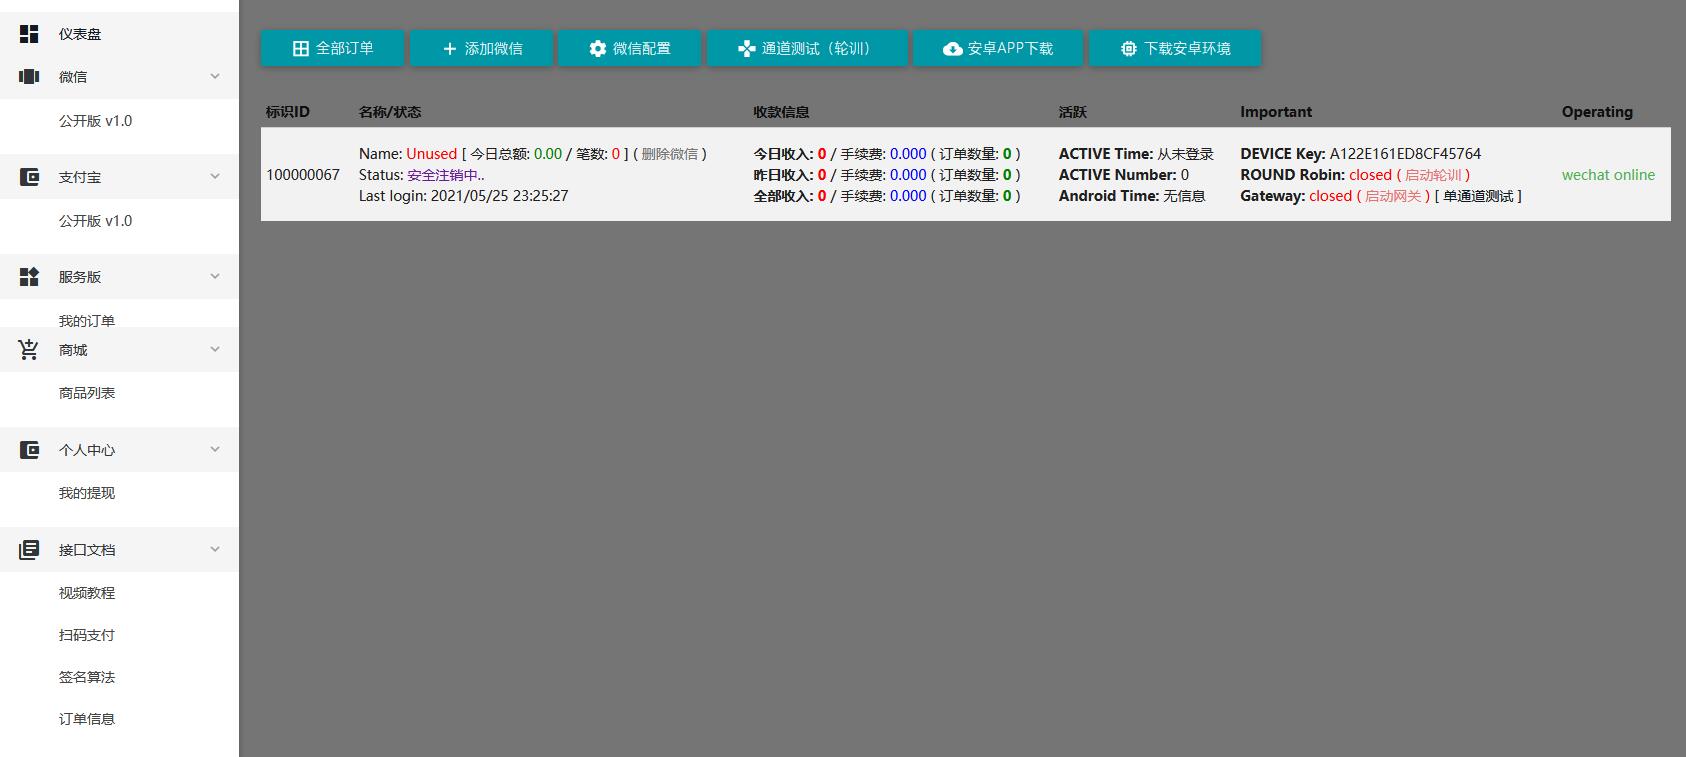 仪表盘
微信
公开版 v1.0
支付宝
公开版 v1.0
服务版
我的订单
商城
商品列表
个人中心
我的提现
接口文档
视频教程
扫码支付
签名算法
订单信息
全部订单 添加微信 微信配置 通道测试（轮训） 安卓APP下载 下载安卓环境
标识ID 名称/状态 收款信息 活跃 Important Operating
100000067
Name: Unused [ 今日总额: 0.00 / 笔数: 0 ] ( 删除微信 )
Status: 安全注销中..
Last login: 2021/05/25 23:25:27
今日收入: 0 / 手续费: 0.000 ( 订单数量: 0 )
昨日收入: 0 / 手续费: 0.000 ( 订单数量: 0 )
全部收入: 0 / 手续费: 0.000 ( 订单数量: 0 )
ACTIVE Time: 从未登录
ACTIVE Number: 0
Android Time: 无信息
DEVICE Key: A122E161ED8CF45764
ROUND Robin: closed ( 启动轮训 )
Gateway: closed ( 启动网关 ) [ 单通道测试 ]
wechat online